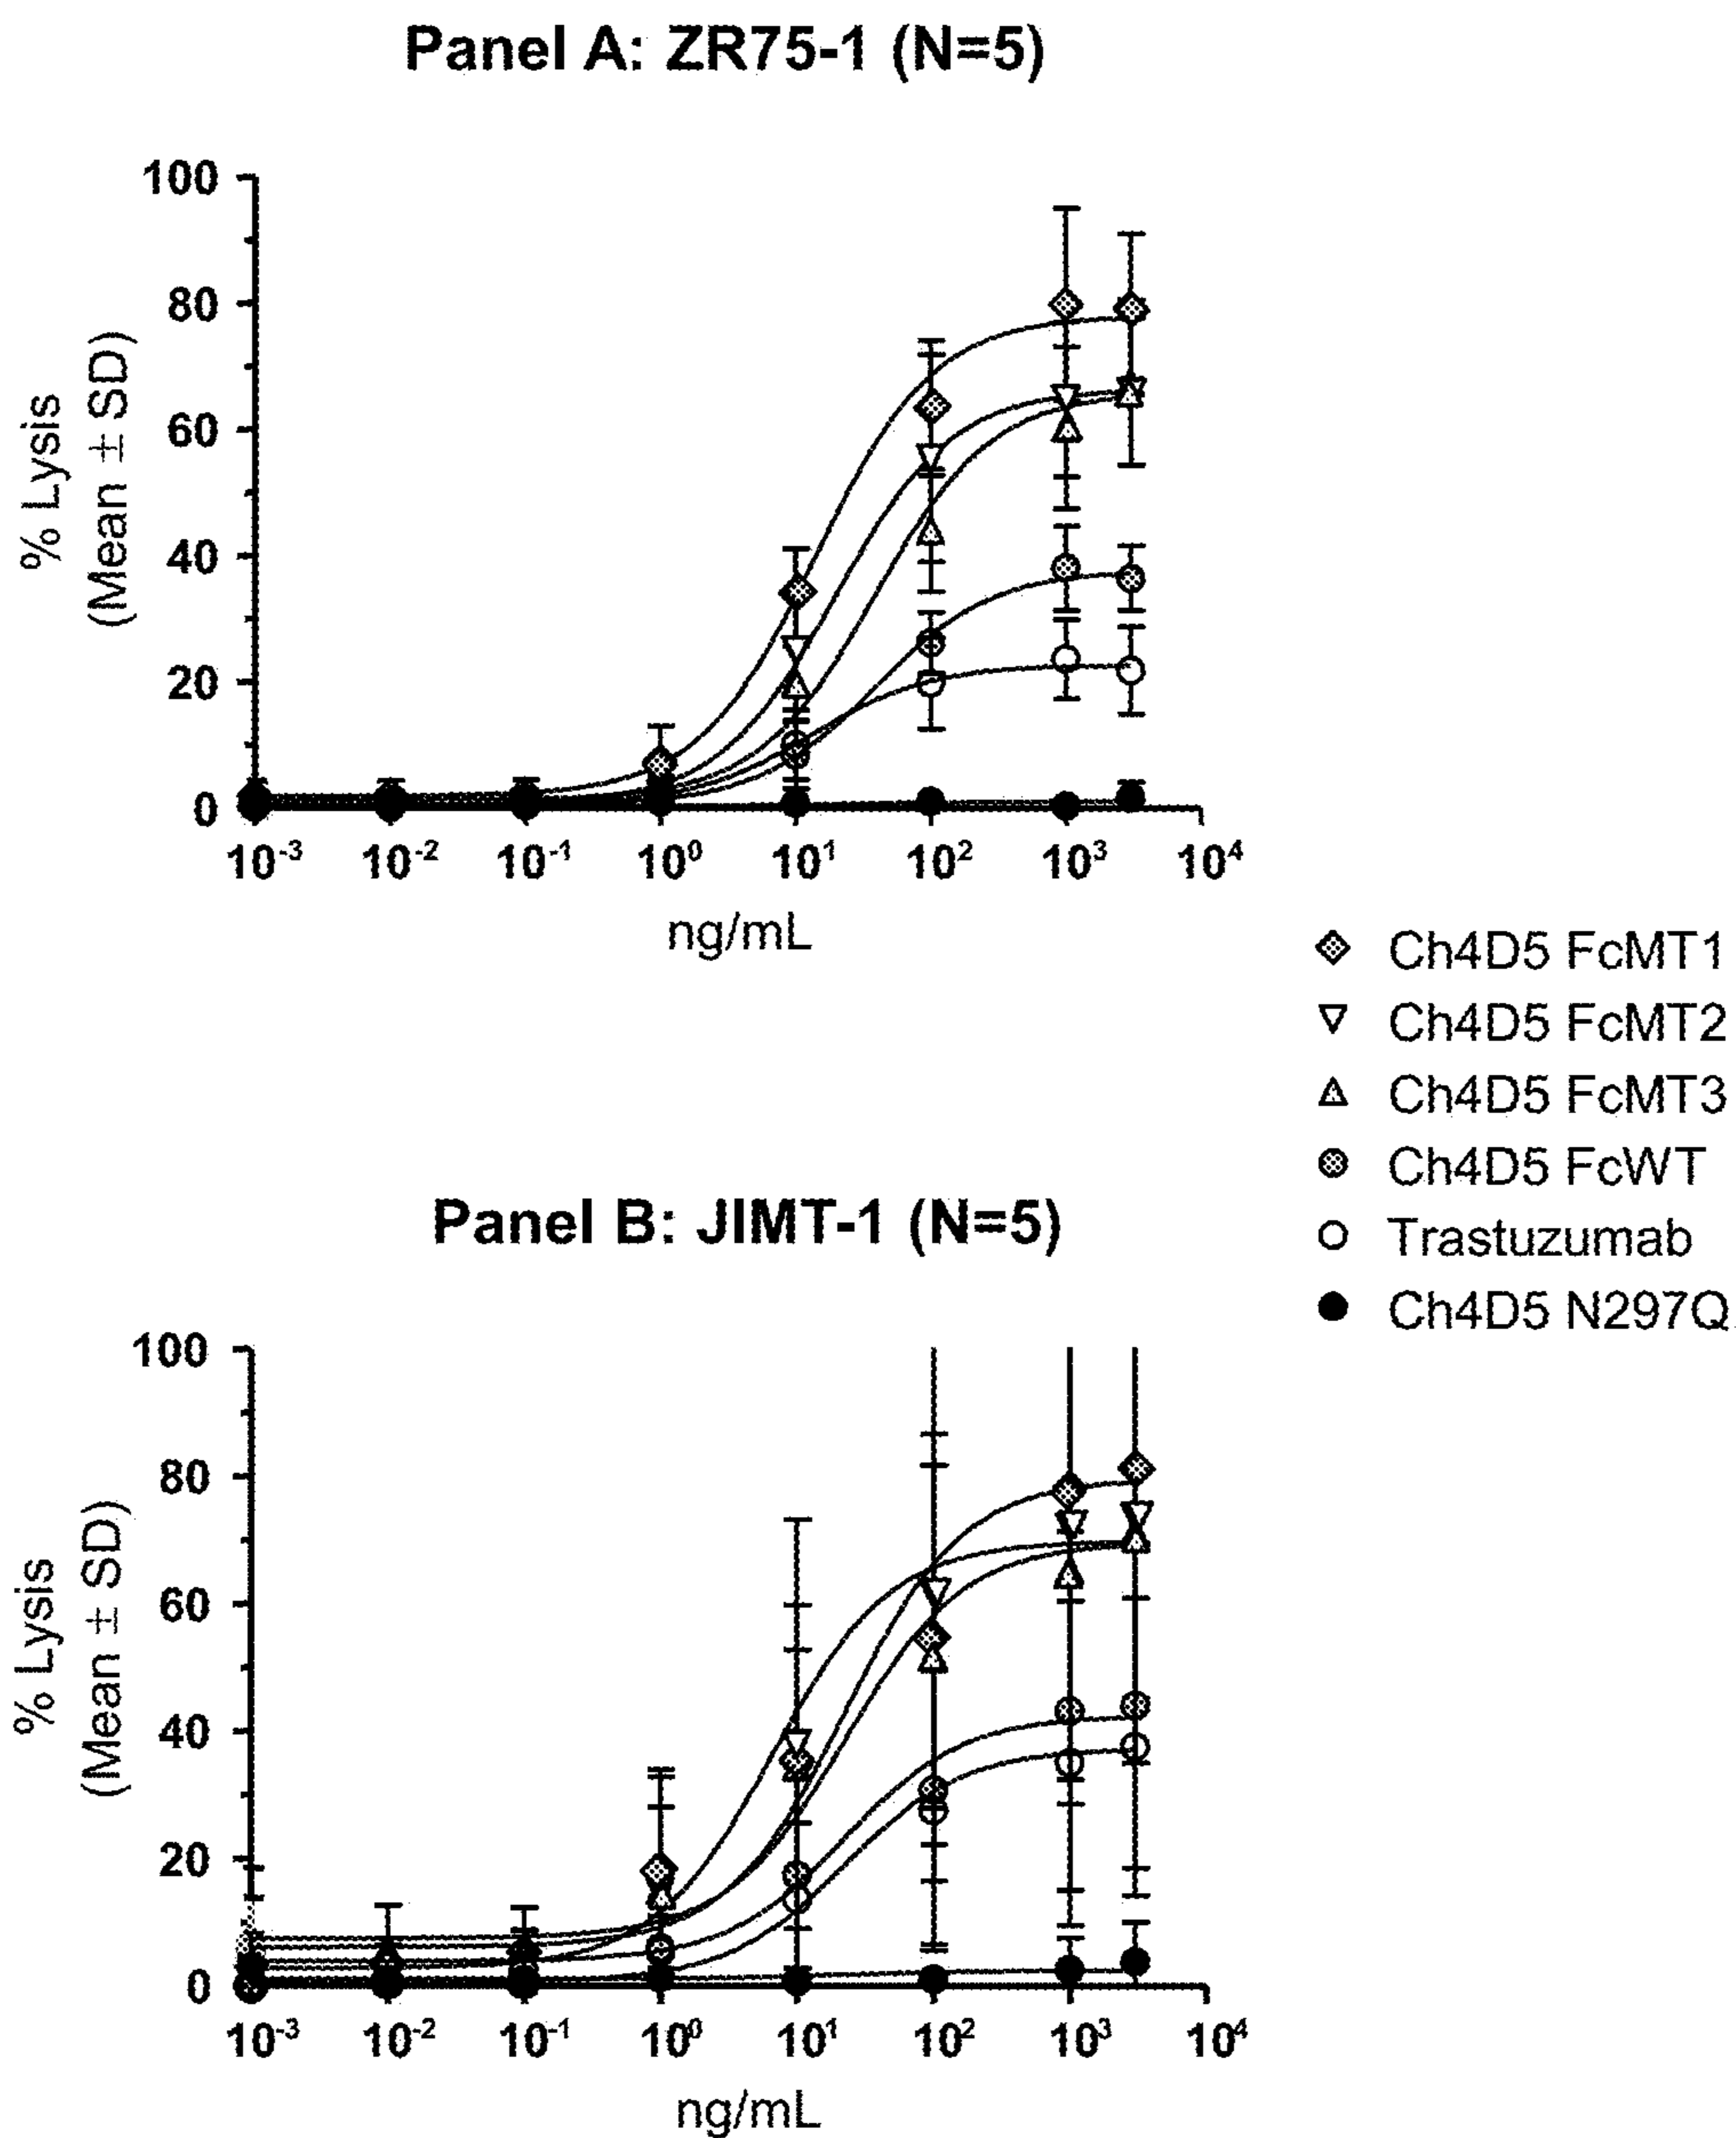 Panel A: ZR75-1 (N=5)
100
80
60
40
20
0
% Lysis
(Mean ± SD)
10⁻³ 10⁻² 10⁻¹ 10⁰ 10¹ 10² 10³ 10⁴
ng/mL
Ch4D5 FcMT1
Ch4D5 FcMT2
Ch4D5 FcMT3
Ch4D5 FcWT
Trastuzumab
Ch4D5 N297Q
Panel B: JIMT-1 (N=5)
100
80
60
40
20
0
% Lysis
(Mean ± SD)
10⁻³ 10⁻² 10⁻¹ 10⁰ 10¹ 10² 10³ 10⁴
ng/mL